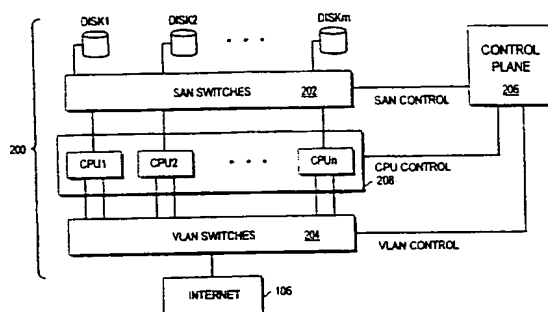 DISK1 DISK2 . . . DISKm
CONTROL
PLANE
206
SAN SWITCHES 202
SAN CONTROL
200
CPU1 CPU2 . . . CPUn
CPU CONTROL
208
VLAN SWITCHES 204
VLAN CONTROL
INTERNET
106